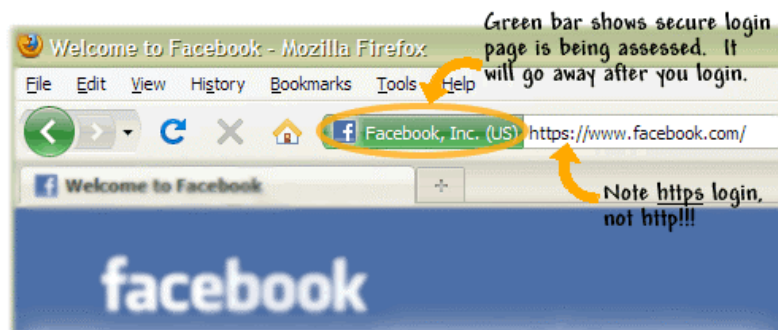 Green bar shows secure login
page is being assessed. It
will go away after you login.
Welcome to Facebook - Mozilla Firefox
File Edit View History Bookmarks Tools Help
Facebook, Inc. (US) https://www.facebook.com/
Welcome to Facebook
Note https login,
not http!!!
facebook